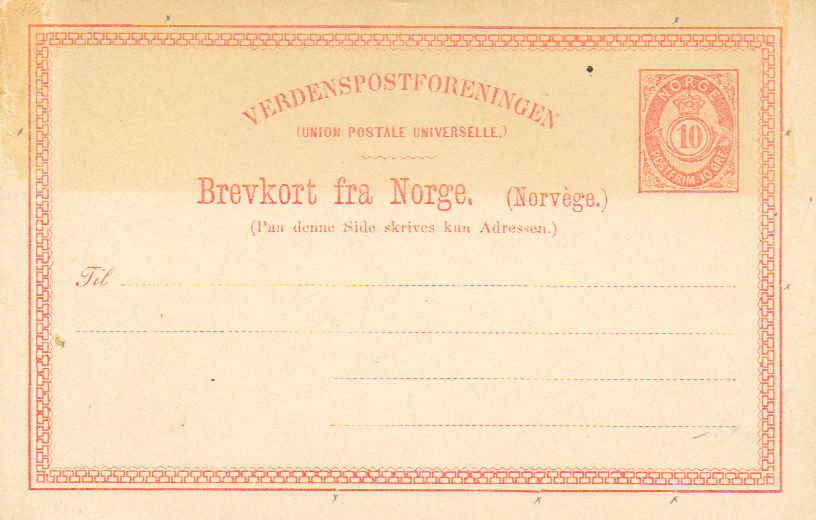 VERDENSPOSTFORENINGEN
(UNION POSTALE UNIVERSELLE.)
NORGE
10
POSTFRIM. 10 ØRE
Brevkort fra Norge. (Norvège.)
(Paa denne Side skrives kun Adressen.)
Til